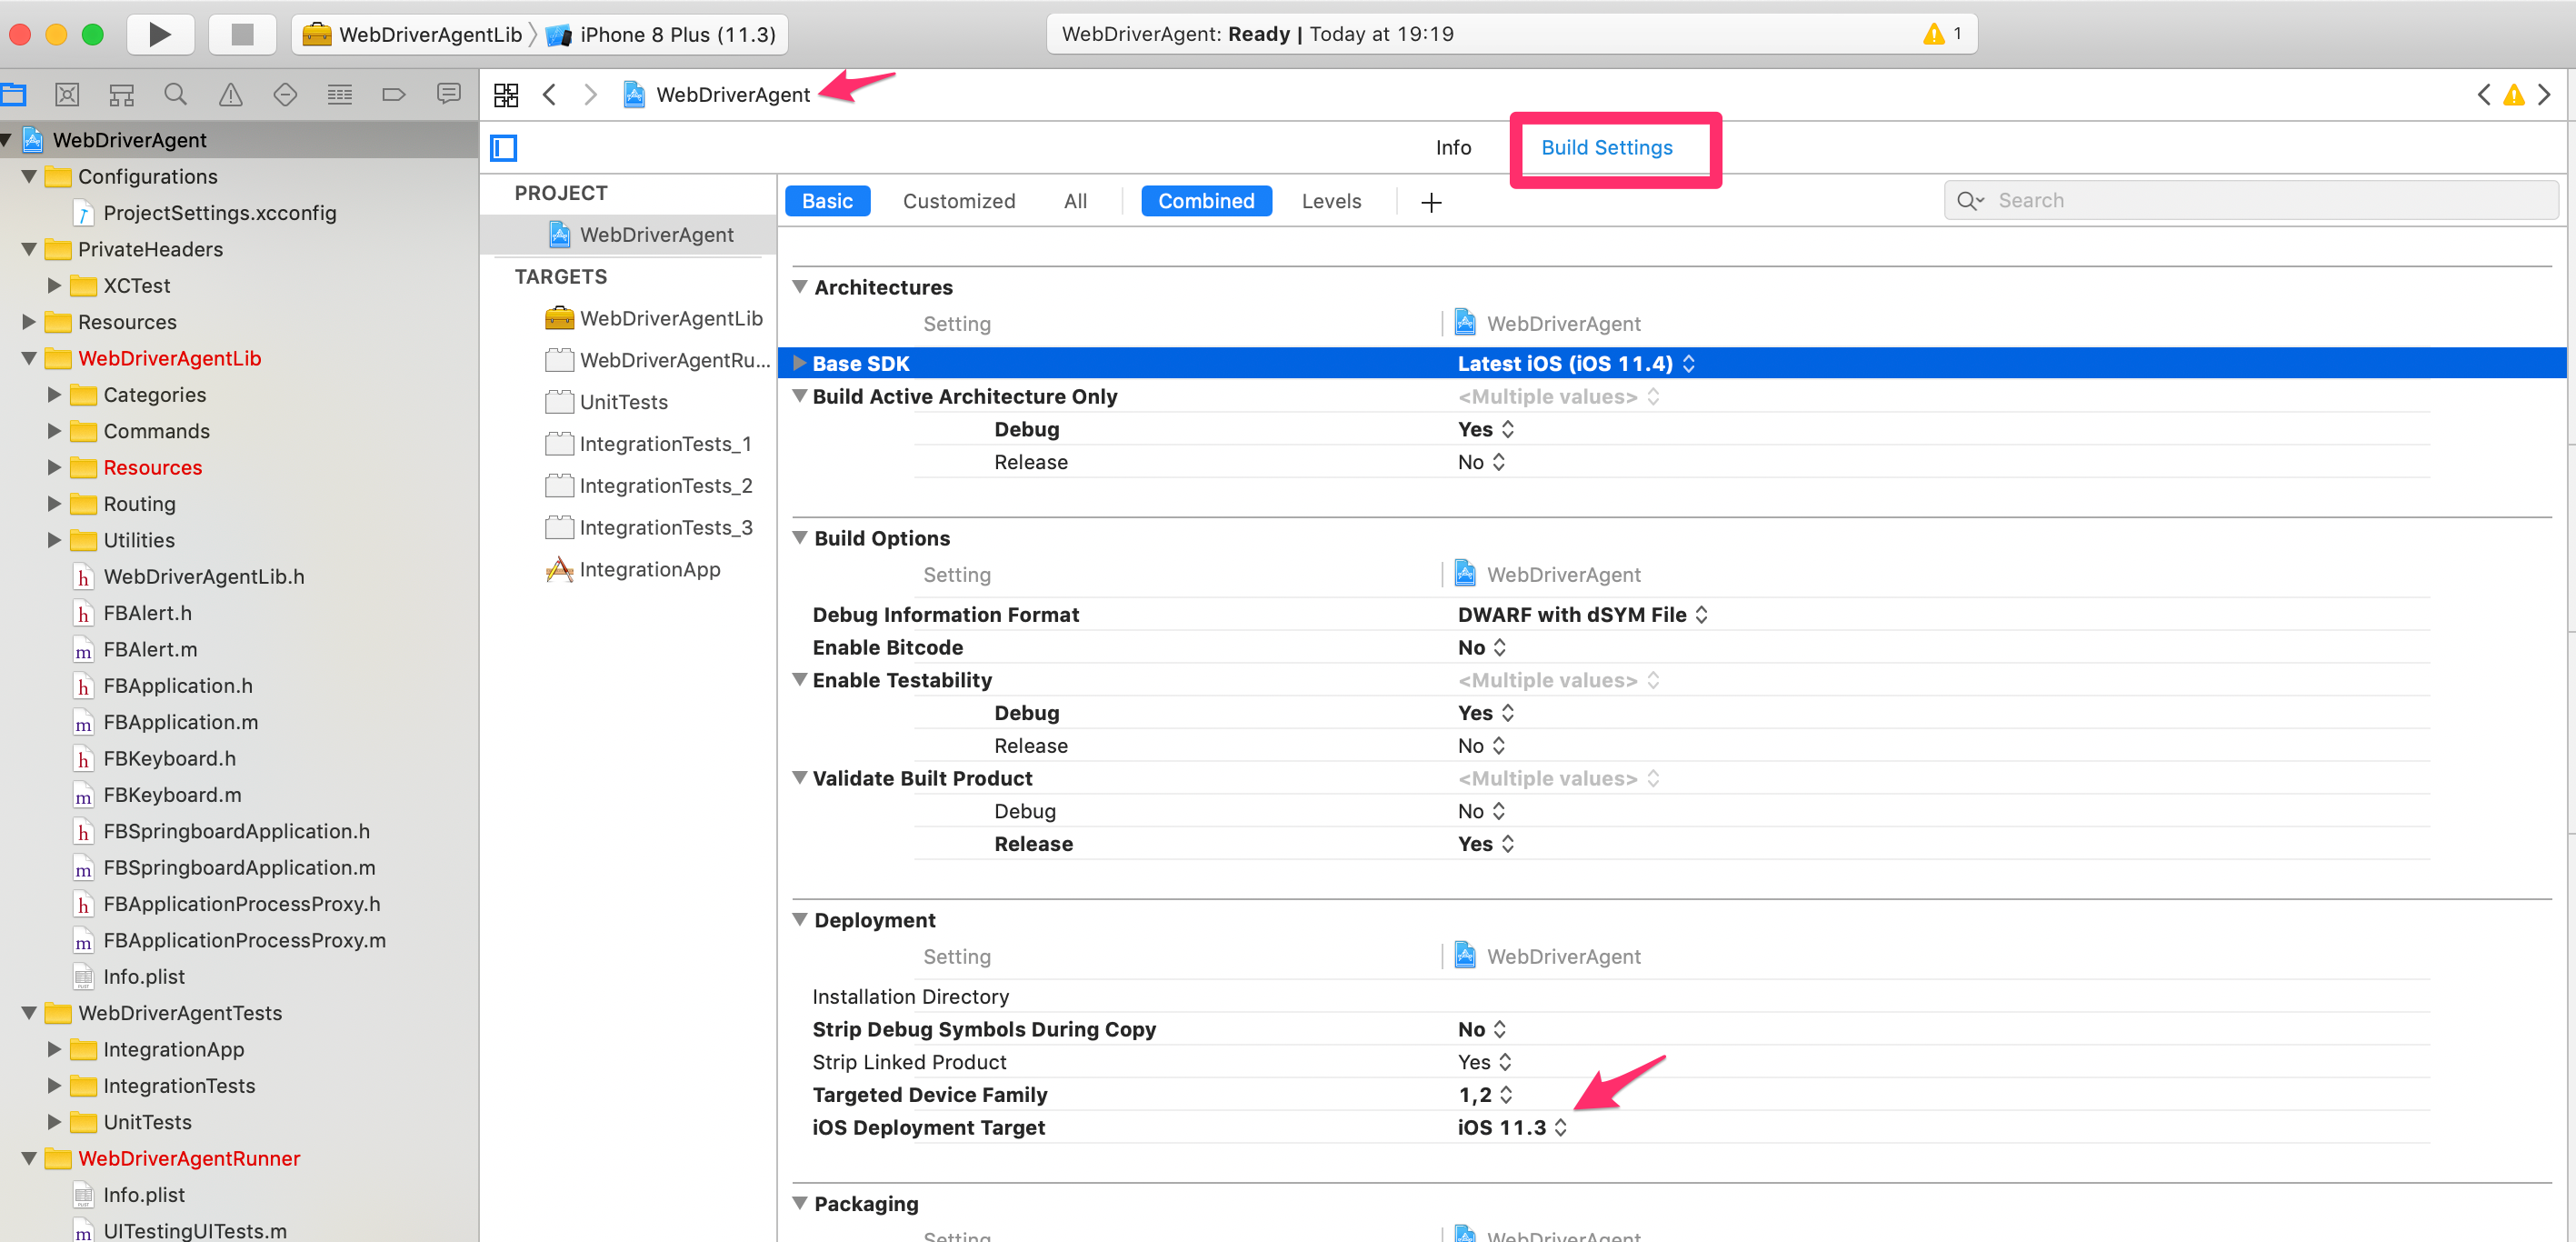 WebDriverAgentLib
iPhone 8 Plus (11.3)
WebDriverAgent: Ready | Today at 19:19
1
WebDriverAgent
WebDriverAgent
Configurations
ProjectSettings.xcconfig
PrivateHeaders
XCTest
Resources
WebDriverAgentLib
Categories
Commands
Resources
Routing
Utilities
WebDriverAgentLib.h
FBAlert.h
FBAlert.m
FBApplication.h
FBApplication.m
FBKeyboard.h
FBKeyboard.m
FBSpringboardApplication.h
FBSpringboardApplication.m
FBApplicationProcessProxy.h
FBApplicationProcessProxy.m
Info.plist
WebDriverAgentTests
IntegrationApp
IntegrationTests
UnitTests
WebDriverAgentRunner
Info.plist
UITestingUITests.m
Info
Build Settings
PROJECT
WebDriverAgent
TARGETS
WebDriverAgentLib
WebDriverAgentRu...
UnitTests
IntegrationTests_1
IntegrationTests_2
IntegrationTests_3
IntegrationApp
Basic Customized All Combined Levels +
Search
Architectures
Setting WebDriverAgent
Base SDK Latest iOS (iOS 11.4)
Build Active Architecture Only <Multiple values>
Debug Yes
Release No
Build Options
Setting WebDriverAgent
Debug Information Format DWARF with dSYM File
Enable Bitcode No
Enable Testability <Multiple values>
Debug Yes
Release No
Validate Built Product <Multiple values>
Debug No
Release Yes
Deployment
Setting WebDriverAgent
Installation Directory
Strip Debug Symbols During Copy No
Strip Linked Product Yes
Targeted Device Family 1,2
iOS Deployment Target iOS 11.3
Packaging
Setting WebDriverAgent